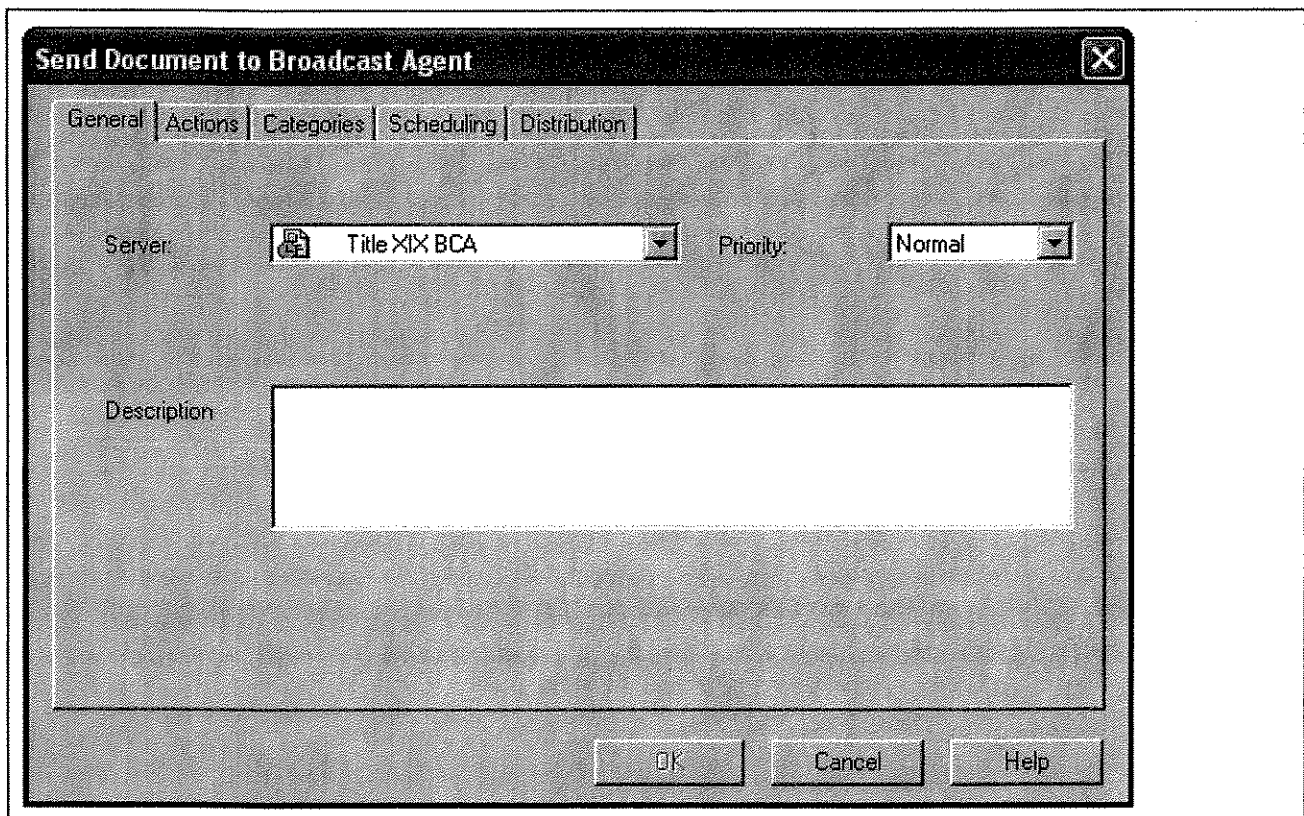 Send Document to Broadcast Agent
General Actions Categories Scheduling Distribution
Server: Title XIX BCA Priority: Normal
Description
OK Cancel Help